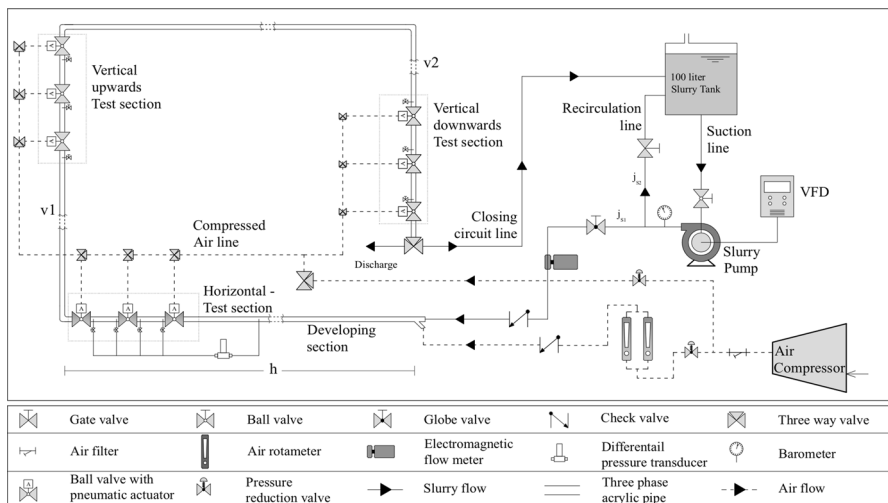 v2
100 liter
Slurry Tank
Vertical
upwards
Test section
Recirculation
line
Vertical
downwards
Test section
Suction
line
VFD
jS2
v1
jS1
Closing
circuit line
Compressed
Air line
Slurry
Pump
Discharge
Horizontal -
Test section
Developing
section
Air
Compressor
h
A
A
A
A
A
A
A
A
A
Gate valve
Ball valve
Globe valve
Check valve
Three way valve
Air filter
Air rotameter
Electromagnetic
flow meter
Differentail
pressure transducer
Barometer
A
Ball valve with
pneumatic actuator
Pressure
reduction valve
Slurry flow
Three phase
acrylic pipe
Air flow